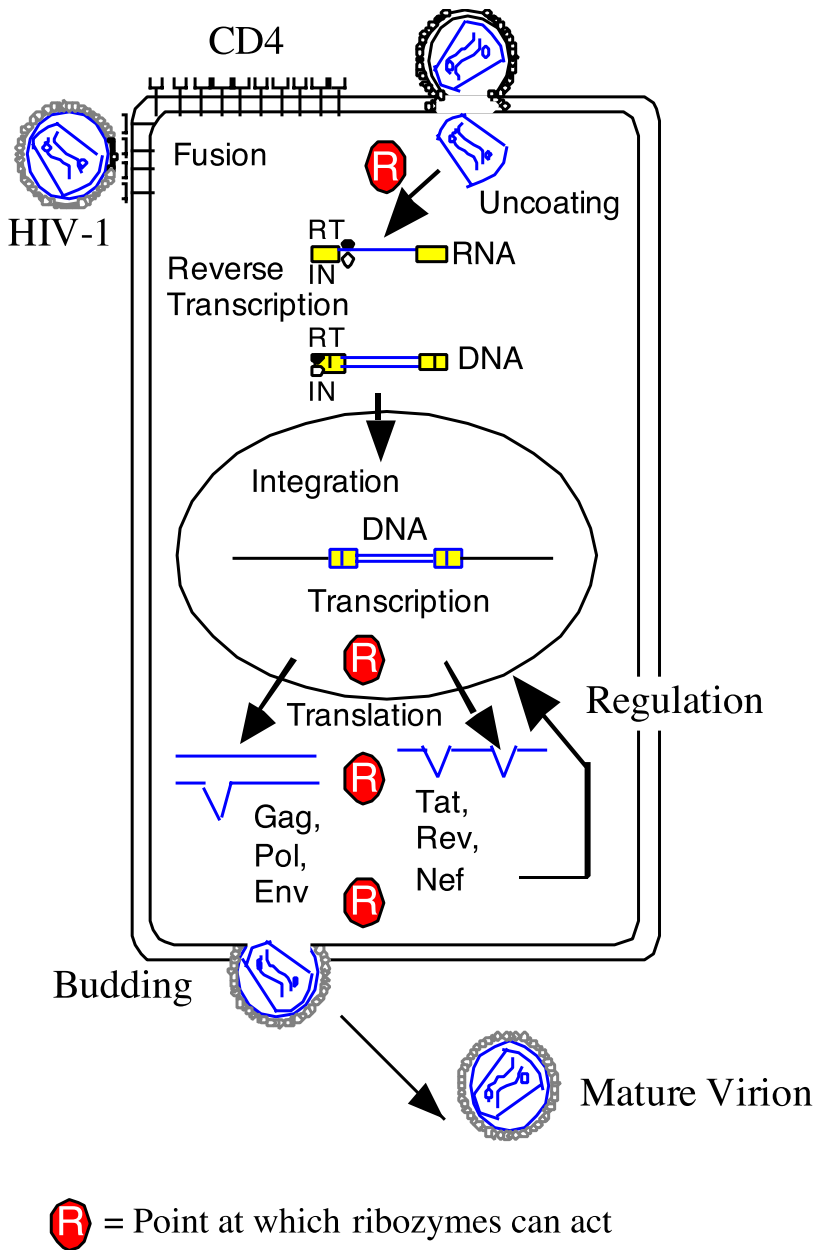 CD4
Fusion
R
HIV-1
Uncoating
RT
RNA
IN
Reverse
Transcription
RT
DNA
IN
Integration
DNA
Transcription
R
Regulation
Translation
R
Gag,
Pol,
Env
Tat,
Rev,
Nef
R
Budding
Mature Virion
R = Point at which ribozymes can act